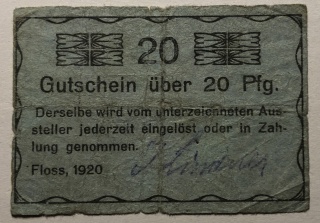 20
Gutschein über 20 Pfg.
Derselbe wird vom unterzeichneten Aus-
steller jederzeit eingelöst oder in Zah-
lung genommen.
Floss, 1920